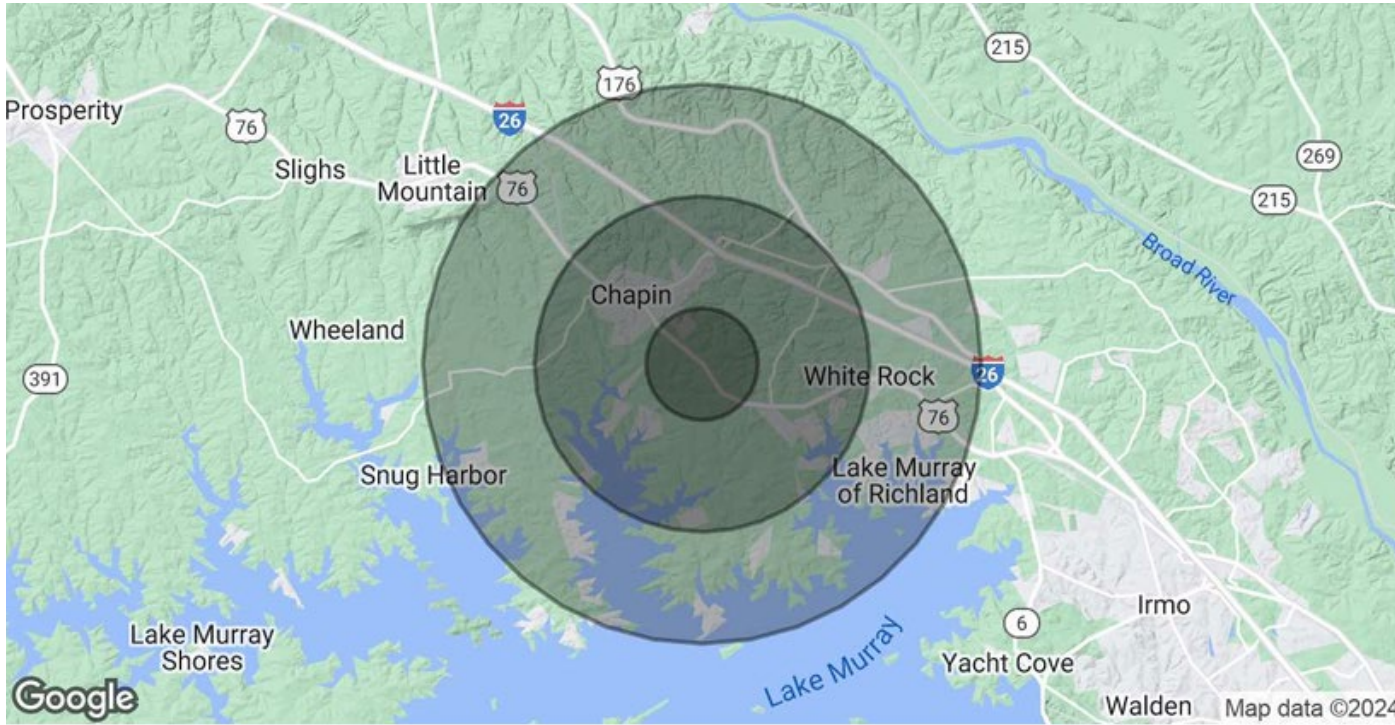 215
176
Prosperity
26
76
269
Slighs
Little
Mountain
76
215
Broad River
Chapin
Wheeland
391
White Rock
26
76
Snug Harbor
Lake Murray
of Richland
Irmo
6
Lake Murray
Shores
Yacht Cove
Lake Murray
Google
Walden
Map data ©2024